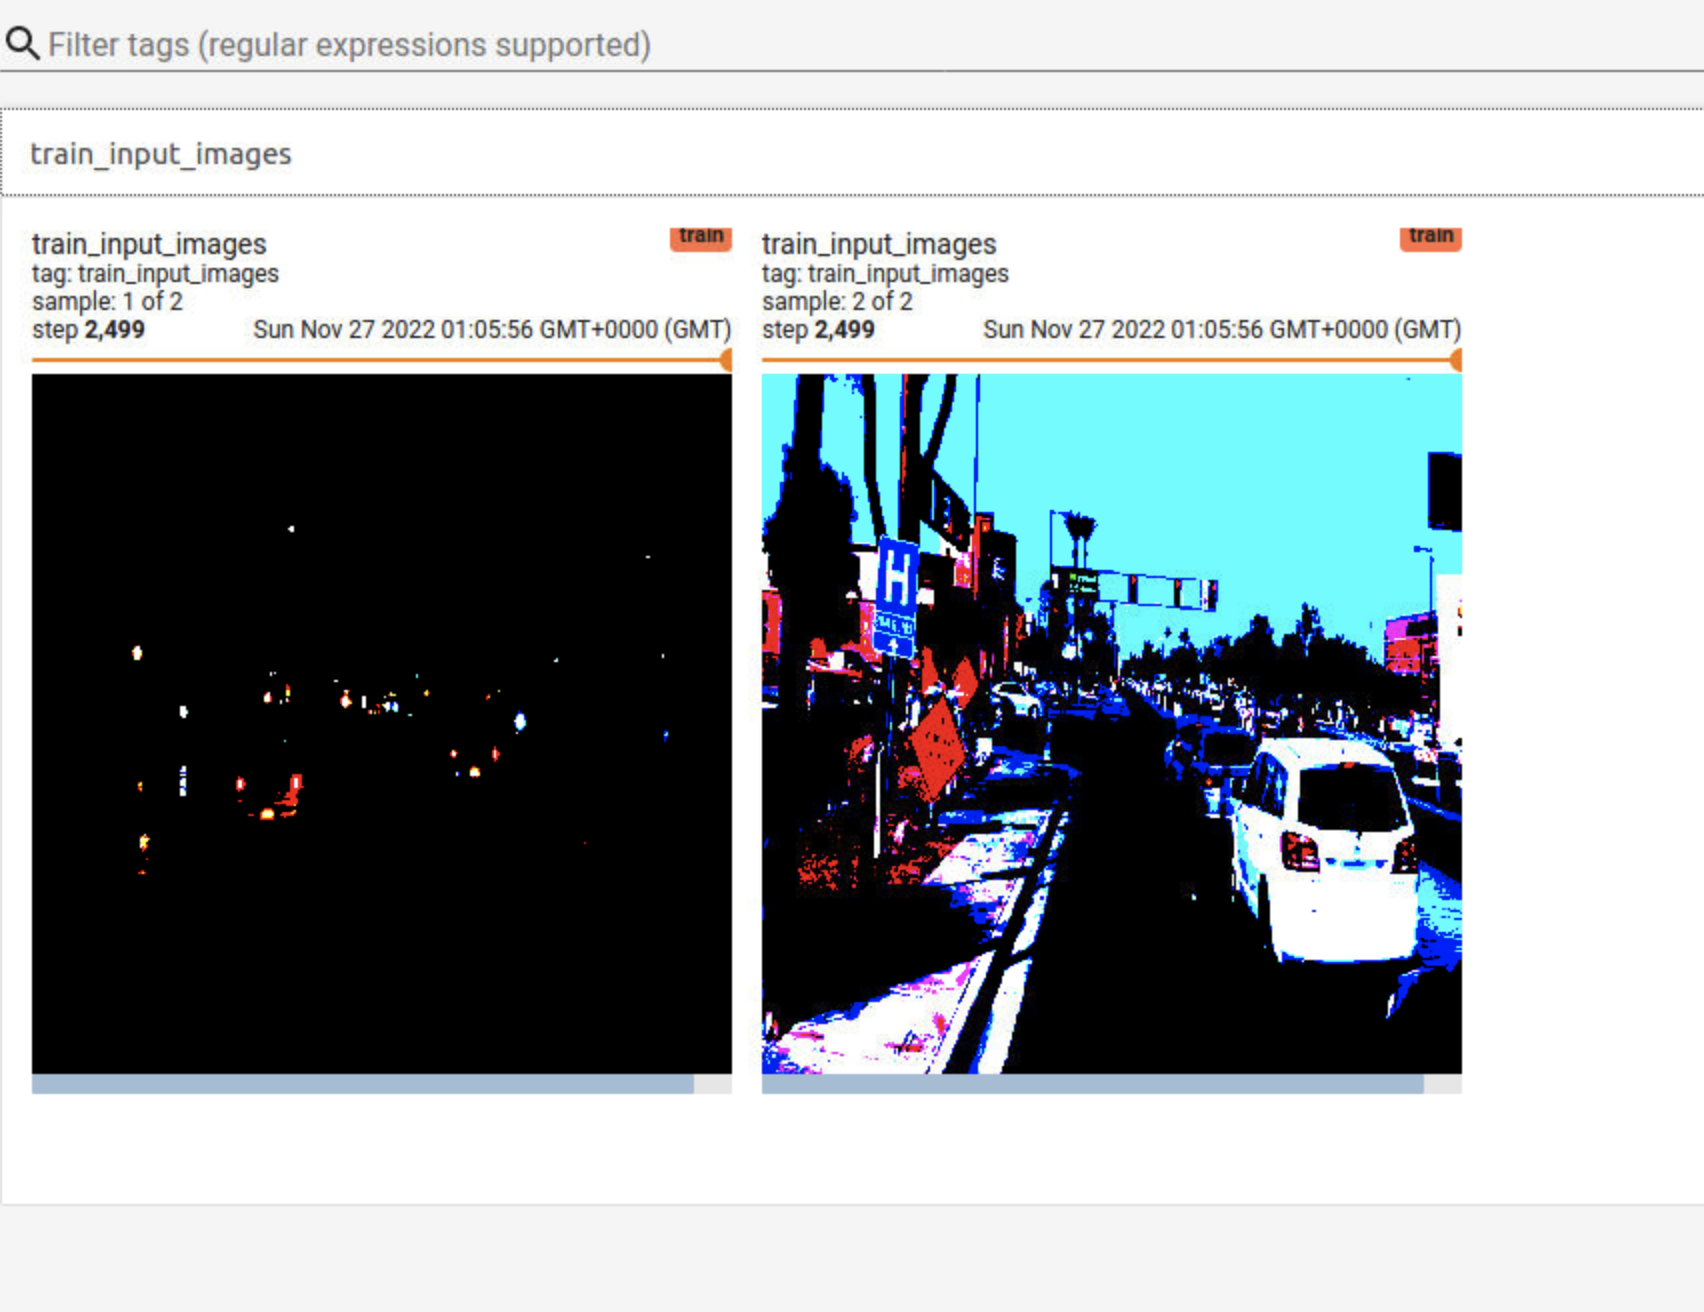 Filter tags (regular expressions supported)
train_input_images
train_input_images
train
tag: train_input_images
sample: 1 of 2
step 2,499 Sun Nov 27 2022 01:05:56 GMT+0000 (GMT)
train_input_images
train
tag: train_input_images
sample: 2 of 2
step 2,499 Sun Nov 27 2022 01:05:56 GMT+0000 (GMT)
H